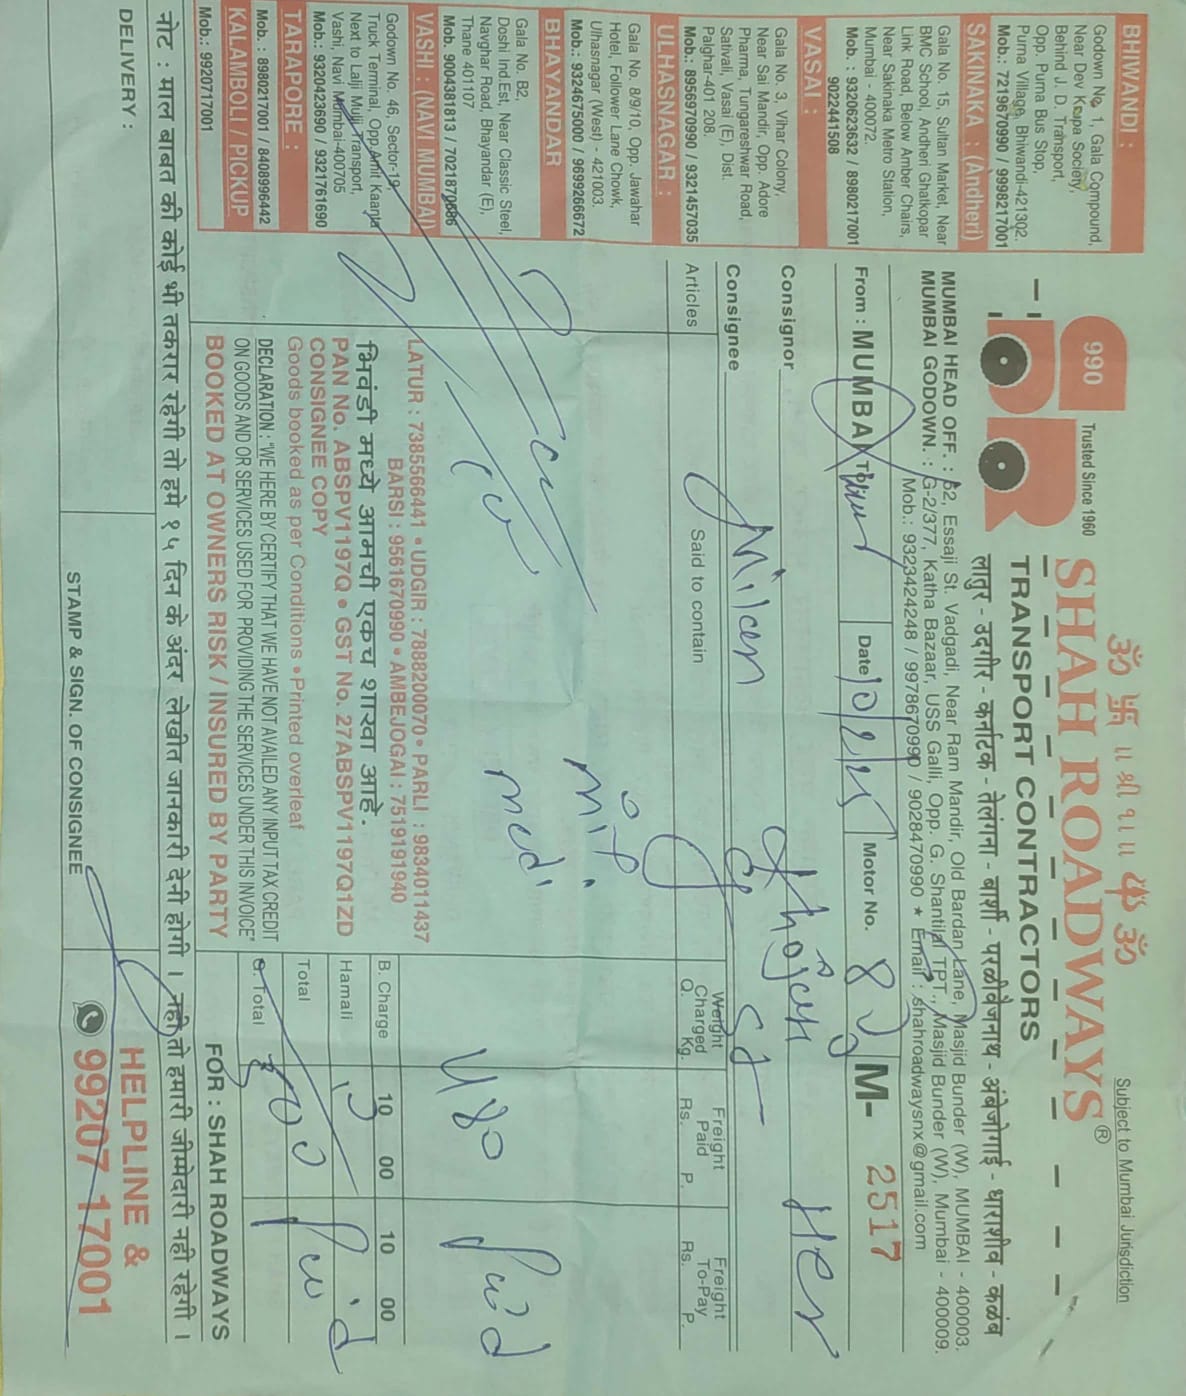 ॐ 卐 ॥ श्री १॥ ॐ
Subject to Mumbai Jurisdiction
990
Trusted Since 1960
SHAH ROADWAYS®
TRANSPORT CONTRACTORS
लातुर - उदगीर - कर्नाटक - तेलंगना - बार्शी - परळीवैजनाथ - अंबेजोगाई - धाराशीव - कळंब
MUMBAI HEAD OFF. : 62, Essaji St. Vadgadi, Near Ram Mandir, Old Bardan Lane, Masjid Bunder (W), MUMBAI - 400003.
MUMBAI GODOWN. : G-2/377, Katha Bazaar, USS Galli, Opp. G. Shantilal TPT., Masjid Bunder (W), Mumbai - 400009.
Mob.: 9323424248 / 9978670990 / 9028470990 ★ Email : shahroadwaysnx@gmail.com
BHIWANDI :
Godown No. 1, Gala Compound,
Near Dev Krupa Society,
Behind J. D. Transport,
Opp. Purna Bus Stop,
Purna Village, Bhiwandi-421302.
Mob.: 7219670990 / 9998217001
SAKINAKA : (Andheri)
Gala No. 15, Sultan Market, Near
BMC School, Andheri Ghatkopar
Link Road, Below Amber Chairs,
Near Sakinaka Metro Station,
Mumbai - 400072.
Mob. : 9320623632 / 8980217001
9022441508
VASAI :
Gala No. 3, Vihar Colony,
Near Sai Mandir, Opp. Adore
Pharma, Tungareshwar Road,
Sativali, Vasai (E), Dist.
Palghar-401 208.
Mob.: 8956970990 / 9321457035
ULHASNAGAR :
Gala No. 8/9/10, Opp. Jawahar
Hotel, Follower Lane Chowk,
Ulhasnagar (West) - 421003.
Mob.: 9324675000 / 9699266672
BHAYANDAR
Gala No. B2,
Doshi Ind.Est, Near Classic Steel,
Navghar Road, Bhayandar (E),
Thane 401107
Mob. 9004381813 / 7021870686
VASHI : (NAVI MUMBAI)
Godown No. 46, Sector-19,
Truck Terminal, Opp.Amit Kaanta
Next to Lalji Mulji Transport,
Vashi, Navi Mumbai-400705
Mob.: 9320423690 / 9321761690
TARAPORE :
Mob. : 8980217001 / 8408996442
KALAMBOLI / PICKUP
Mob.: 9920717001
From : MUMBAI To Date 10/2/25 Motor No. M- 2517
Consignor
Consignee
Articles Said to contain Weight Charged Q. Kg. Freight Paid Rs. P. Freight To-Pay Rs. P.
medi
480 Paid
LATUR : 7385566441 • UDGIR : 7888200070 • PARLI : 9834011437
BARSI : 9561670990 • AMBEJOGAI : 7519191940
भिवंडी मध्ये आमची एकच शाखा आहे.
PAN No. ABSPV1197Q • GST No. 27ABSPV1197Q1ZD
CONSIGNEE COPY
Goods booked as per Conditions • Printed overleaf
DECLARATION : "WE HERE BY CERTIFY THAT WE HAVE NOT AVAILED ANY INPUT TAX CREDIT
ON GOODS AND OR SERVICES USED FOR PROVIDING THE SERVICES UNDER THIS INVOICE"
BOOKED AT OWNERS RISK / INSURED BY PARTY
B. Charge 10 00 10 00
Hamali
Total
G. Total Paid
FOR : SHAH ROADWAYS
नोट : माल बाबत की कोई भी तकरार रहेगी तो हमे १५ दिन के अंदर लेखीत जानकारी देनी होगी । नही तो हमारी जीम्मेदारी नही रहेगी ।
DELIVERY :
STAMP & SIGN. OF CONSIGNEE
HELPLINE &
99207 17001